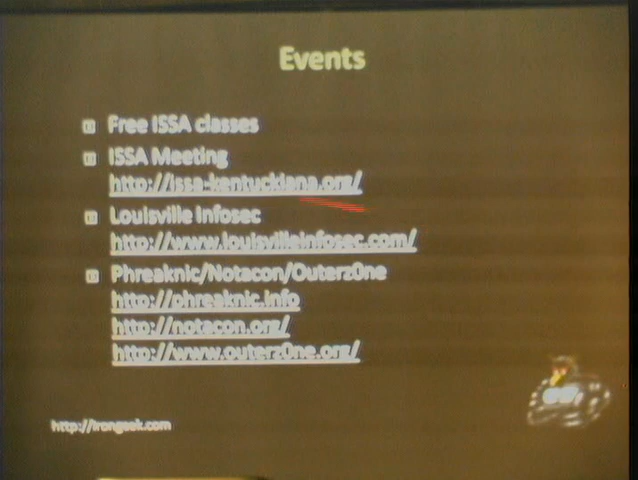 Events
Free ISSA classes
ISSA Meeting
http://issa-kentuckiana.org/
Louisville Infosec
http://www.louisvilleinfosec.com/
Phreaknic/Notacon/Outerz0ne
http://phreaknic.info
http://notacon.org/
http://www.outerz0ne.org/
http://Irongeek.com